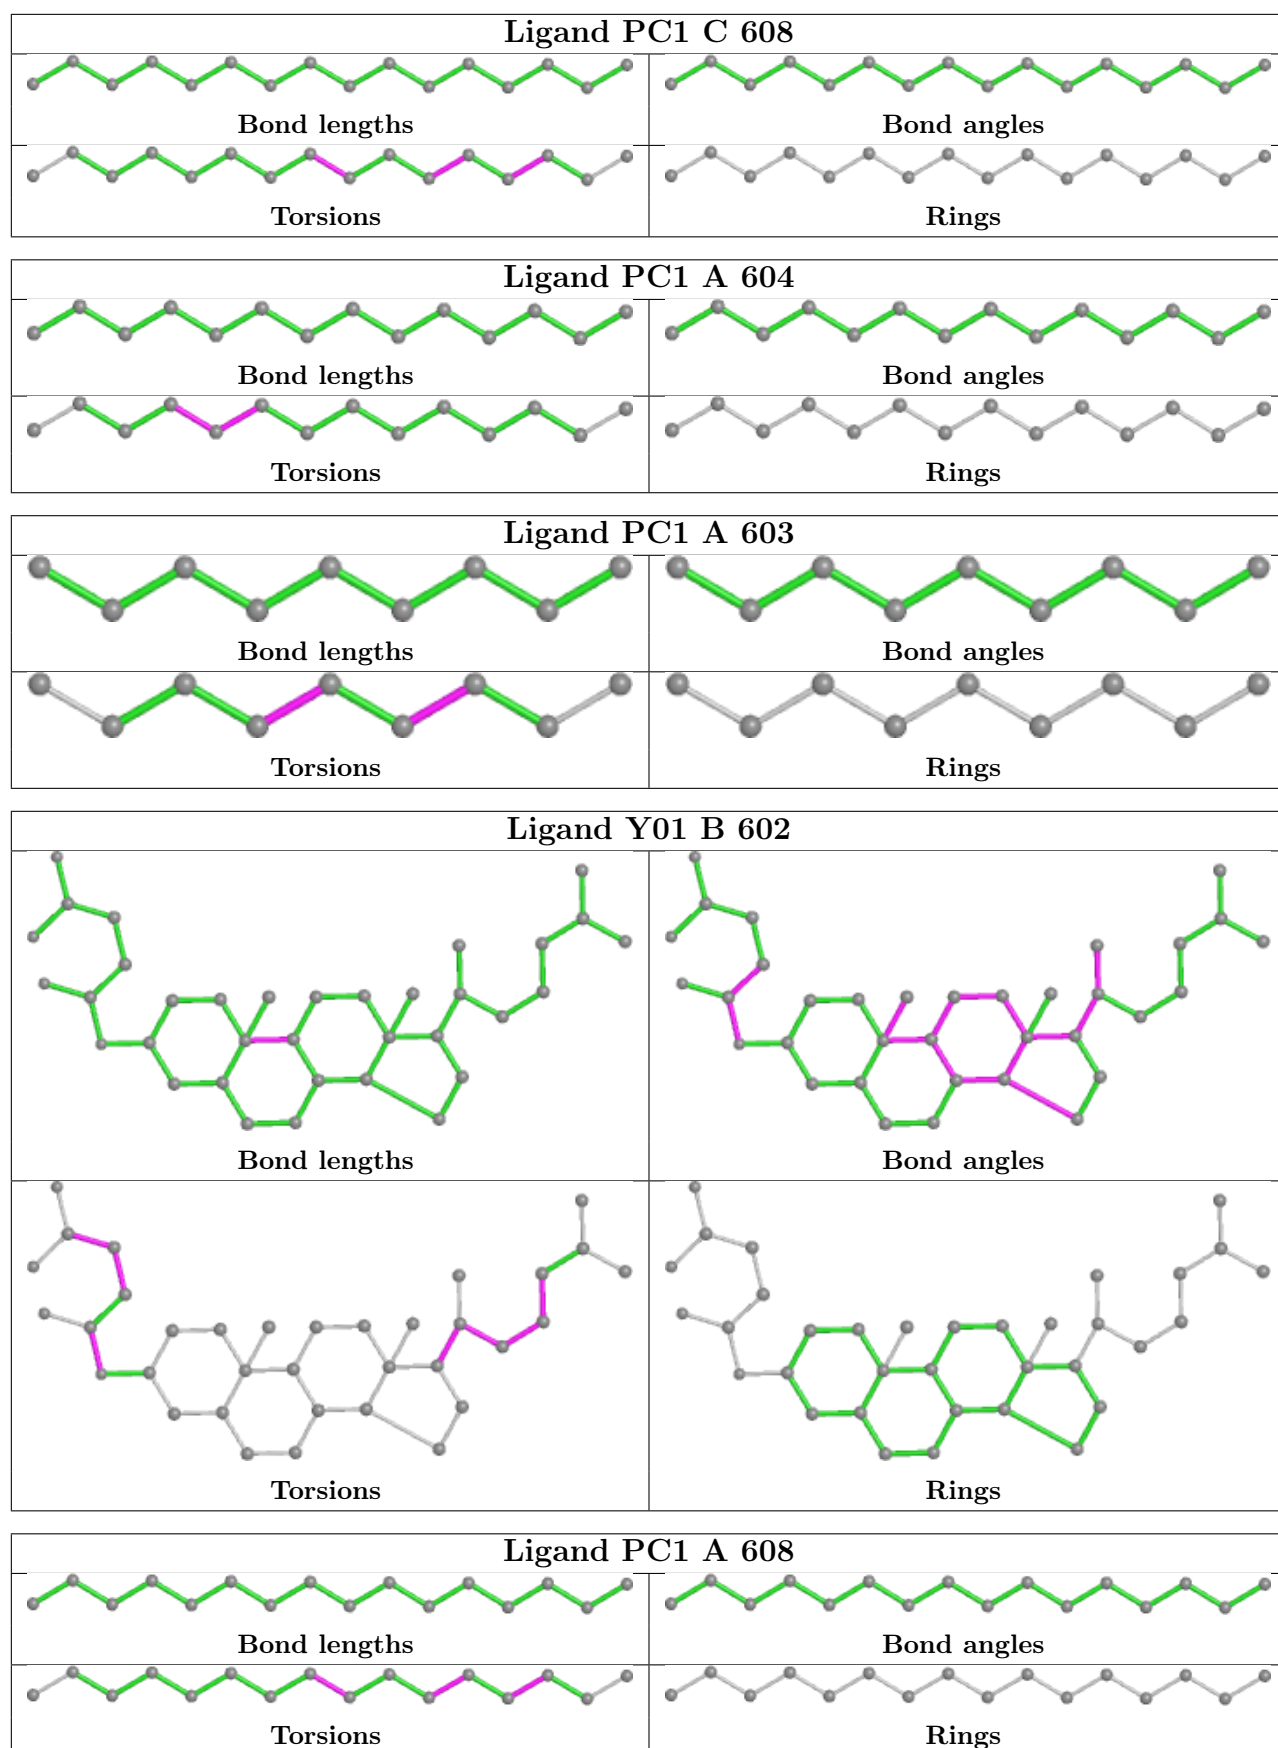 Ligand PC1 C 608
Bond lengths
Bond angles
Torsions
Rings
Ligand PC1 A 604
Bond lengths
Bond angles
Torsions
Rings
Ligand PC1 A 603
Bond lengths
Bond angles
Torsions
Rings
Ligand Y01 B 602
Bond lengths
Bond angles
Torsions
Rings
Ligand PC1 A 608
Bond lengths
Bond angles
Torsions
Rings